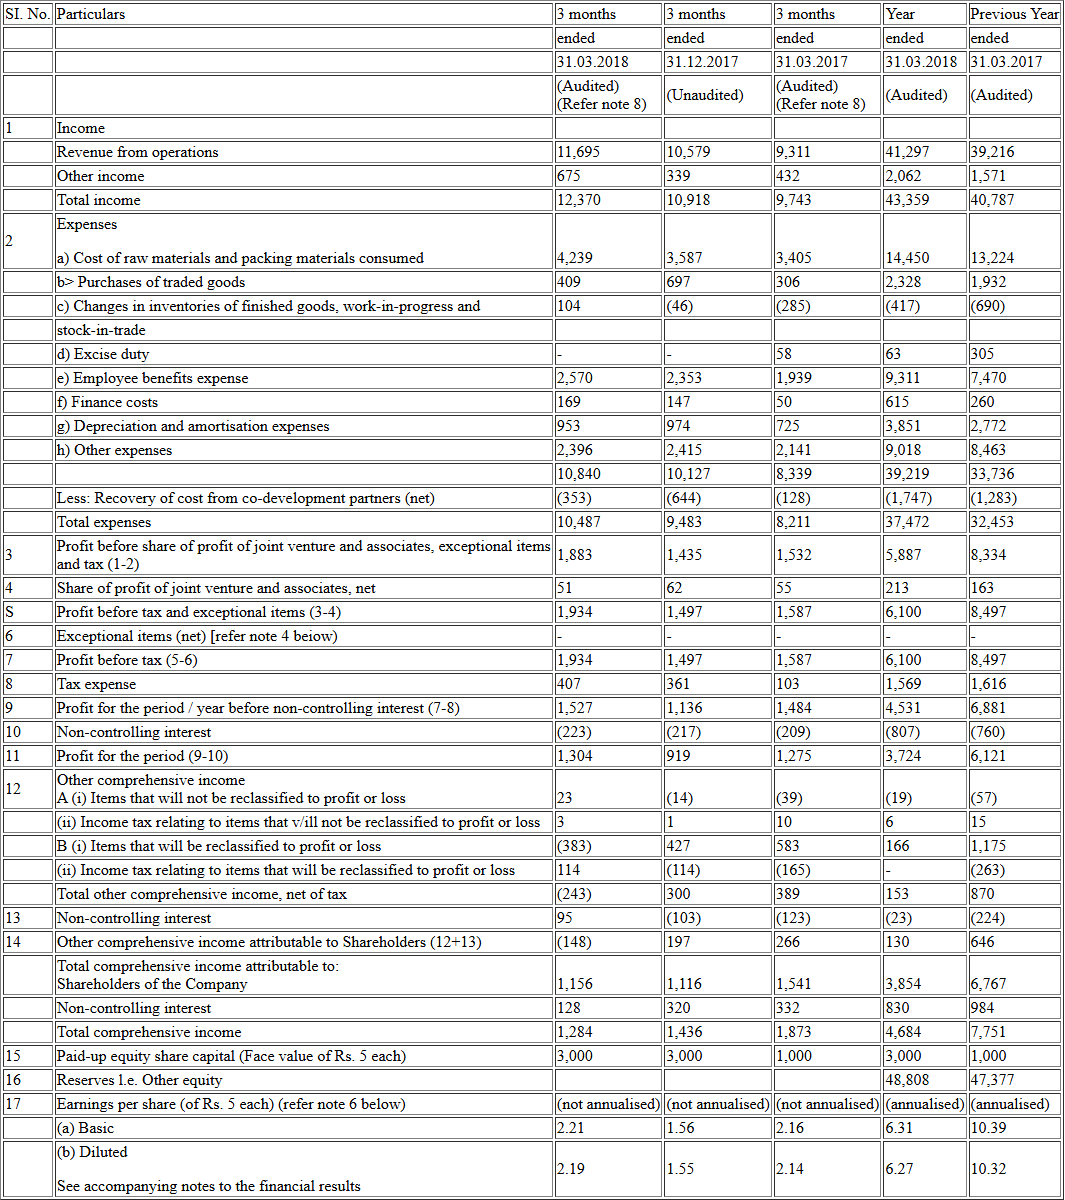 SI. No. Particulars 3 months 3 months 3 months Year Previous Year
ended ended ended ended ended
31.03.2018 31.12.2017 31.03.2017 31.03.2018 31.03.2017
(Audited) (Refer note 8) (Unaudited) (Audited) (Refer note 8) (Audited) (Audited)
1 Income
Revenue from operations 11,695 10,579 9,311 41,297 39,216
Other income 675 339 432 2,062 1,571
Total income 12,370 10,918 9,743 43,359 40,787
2 Expenses
a) Cost of raw materials and packing materials consumed 4,239 3,587 3,405 14,450 13,224
b> Purchases of traded goods 409 697 306 2,328 1,932
c) Changes in inventories of finished goods, work-in-progress and 104 (46) (285) (417) (690)
stock-in-trade
d) Excise duty - - 58 63 305
e) Employee benefits expense 2,570 2,353 1,939 9,311 7,470
f) Finance costs 169 147 50 615 260
g) Depreciation and amortisation expenses 953 974 725 3,851 2,772
h) Other expenses 2,396 2,415 2,141 9,018 8,463
10,840 10,127 8,339 39,219 33,736
Less: Recovery of cost from co-development partners (net) (353) (644) (128) (1,747) (1,283)
Total expenses 10,487 9,483 8,211 37,472 32,453
3 Profit before share of profit of joint venture and associates, exceptional items
and tax (1-2) 1,883 1,435 1,532 5,887 8,334
4 Share of profit of joint venture and associates, net 51 62 55 213 163
S Profit before tax and exceptional items (3-4) 1,934 1,497 1,587 6,100 8,497
6 Exceptional items (net) [refer note 4 beiow) - - - - -
7 Profit before tax (5-6) 1,934 1,497 1,587 6,100 8,497
8 Tax expense 407 361 103 1,569 1,616
9 Profit for the period / year before non-controlling interest (7-8) 1,527 1,136 1,484 4,531 6,881
10 Non-controlling interest (223) (217) (209) (807) (760)
11 Profit for the period (9-10) 1,304 919 1,275 3,724 6,121
12 Other comprehensive income
A (i) Items that will not be reclassified to profit or loss 23 (14) (39) (19) (57)
(ii) Income tax relating to items that v/ill not be reclassified to profit or loss 3 1 10 6 15
B (i) Items that will be reclassified to profit or loss (383) 427 583 166 1,175
(ii) Income tax relating to items that will be reclassified to profit or loss 114 (114) (165) - (263)
Total other comprehensive income, net of tax (243) 300 389 153 870
13 Non-controlling interest 95 (103) (123) (23) (224)
14 Other comprehensive income attributable to Shareholders (12+13) (148) 197 266 130 646
Total comprehensive income attributable to:
Shareholders of the Company 1,156 1,116 1,541 3,854 6,767
Non-controlling interest 128 320 332 830 984
Total comprehensive income 1,284 1,436 1,873 4,684 7,751
15 Paid-up equity share capital (Face value of Rs. 5 each) 3,000 3,000 1,000 3,000 1,000
16 Reserves l.e. Other equity 48,808 47,377
17 Earnings per share (of Rs. 5 each) (refer note 6 below) (not annualised) (not annualised) (not annualised) (annualised) (annualised)
(a) Basic 2.21 1.56 2.16 6.31 10.39
(b) Diluted 2.19 1.55 2.14 6.27 10.32
See accompanying notes to the financial results